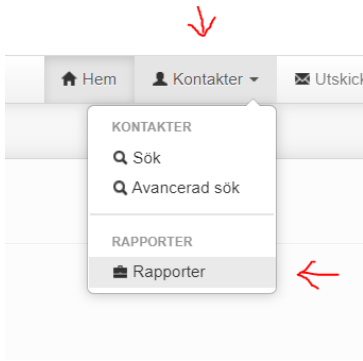 Hem Kontakter Utskick
KONTAKTER
Sök
Avancerad sök
RAPPORTER
Rapporter